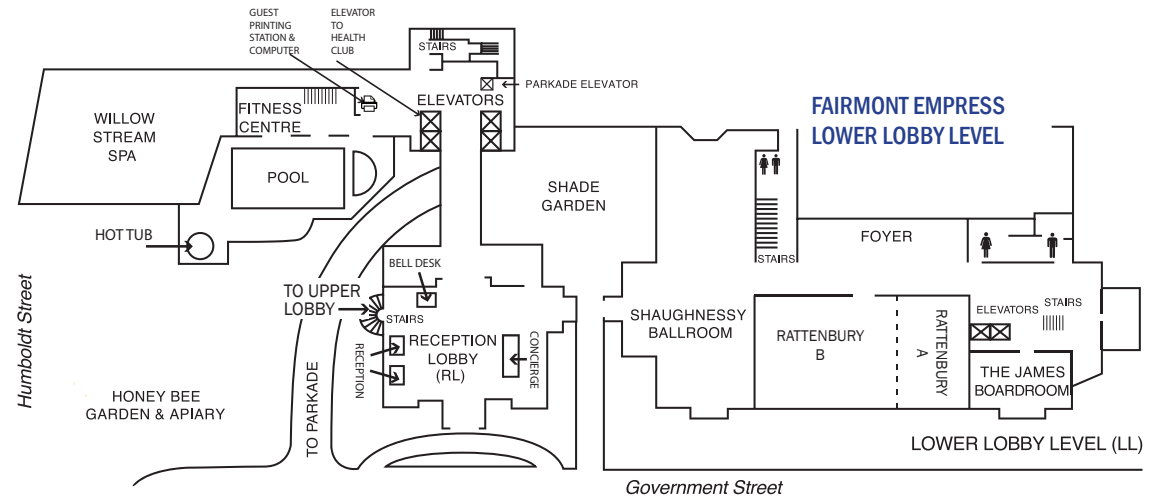 GUEST
PRINTING
STATION &
COMPUTER
ELEVATOR
TO
HEALTH
CLUB
STAIRS
PARKADE ELEVATOR
ELEVATORS
FAIRMONT EMPRESS
LOWER LOBBY LEVEL
WILLOW
STREAM
SPA
FITNESS
CENTRE
POOL
SHADE
GARDEN
HOT TUB
FOYER
STAIRS
BELL DESK
TO UPPER
LOBBY
STAIRS
RECEPTION
RECEPTION
LOBBY
(RL)
CONCIERGE
SHAUGHNESSY
BALLROOM
RATTENBURY
B
RATTENBURY
A
ELEVATORS
STAIRS
THE JAMES
BOARDROOM
Humboldt Street
HONEY BEE
GARDEN & APIARY
TO PARKADE
LOWER LOBBY LEVEL (LL)
Government Street